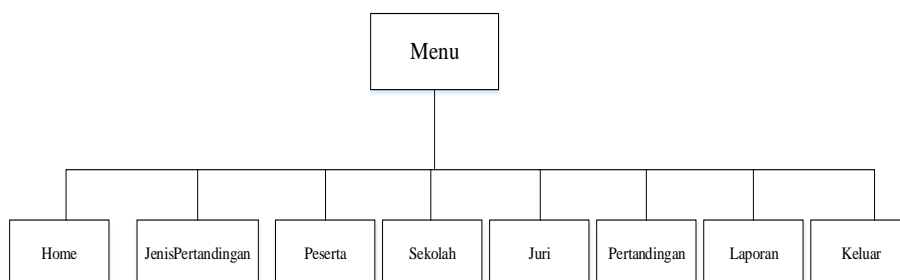 Menu
Home
JenisPertandingan
Peserta
Sekolah
Juri
Pertandingan
Laporan
Keluar